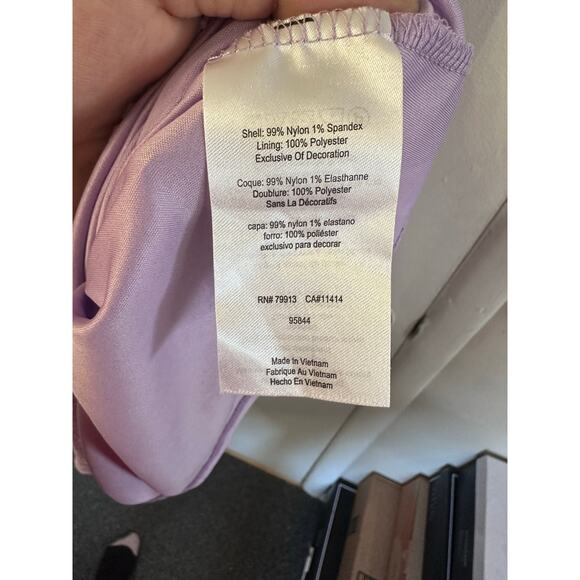 Shell: 99% Nylon 1% Spandex
Lining: 100% Polyester
Exclusive Of Decoration
Coque: 99% Nylon 1% Elasthanne
Doublure: 100% Polyester
Sans La Décoratifs
capa: 99% nylon 1% elastano
forro: 100% poliéster
exclusivo para decorar
RN# 79913 CA#11414
95844
Made in Vietnam
Fabrique Au Vietnam
Hecho En Vietnam